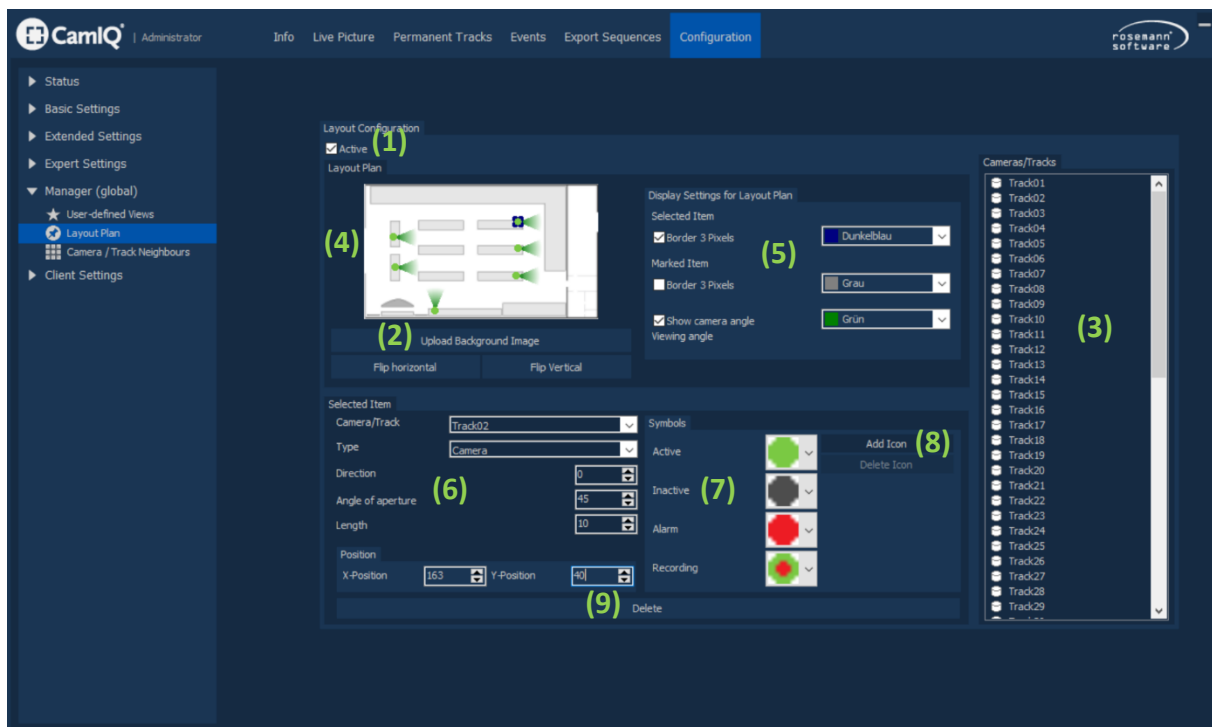 CamIQ | Administrator
Info Live Picture Permanent Tracks Events Export Sequences Configuration
rosemann software
Status
Basic Settings
Extended Settings
Expert Settings
Manager (global)
User-defined Views
Layout Plan
Camera / Track Neighbours
Client Settings
Layout Configuration
Active (1)
Layout Plan
(4)
(2) Upload Background Image
Flip horizontal Flip Vertical
Display Settings for Layout Plan
Selected Item
Border 3 Pixels (5) Dunkelblau
Marked Item
Border 3 Pixels Grau
Show camera angle Grün
Viewing angle
Selected Item
Camera/Track Track02
Type Camera
Direction 0
Angle of aperture (6) 45
Length 10
Position
X-Position 163 Y-Position 40
Symbols
Active Add Icon (8)
Delete Icon
Inactive (7)
Alarm
Recording
(9) Delete
Cameras/Tracks
Track01
Track02
Track03
Track04
Track05
Track06
Track07
Track08
Track09
Track10
Track11 (3)
Track12
Track13
Track14
Track15
Track16
Track17
Track18
Track19
Track20
Track21
Track22
Track23
Track24
Track25
Track26
Track27
Track28
Track29